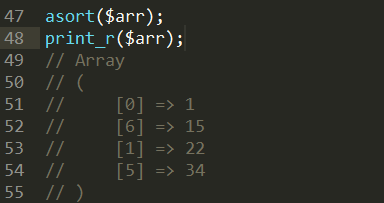 47 asort($arr);
48 print_r($arr);
49 // Array
50 // (
51 //     [0] => 1
52 //     [6] => 15
53 //     [1] => 22
54 //     [5] => 34
55 // )